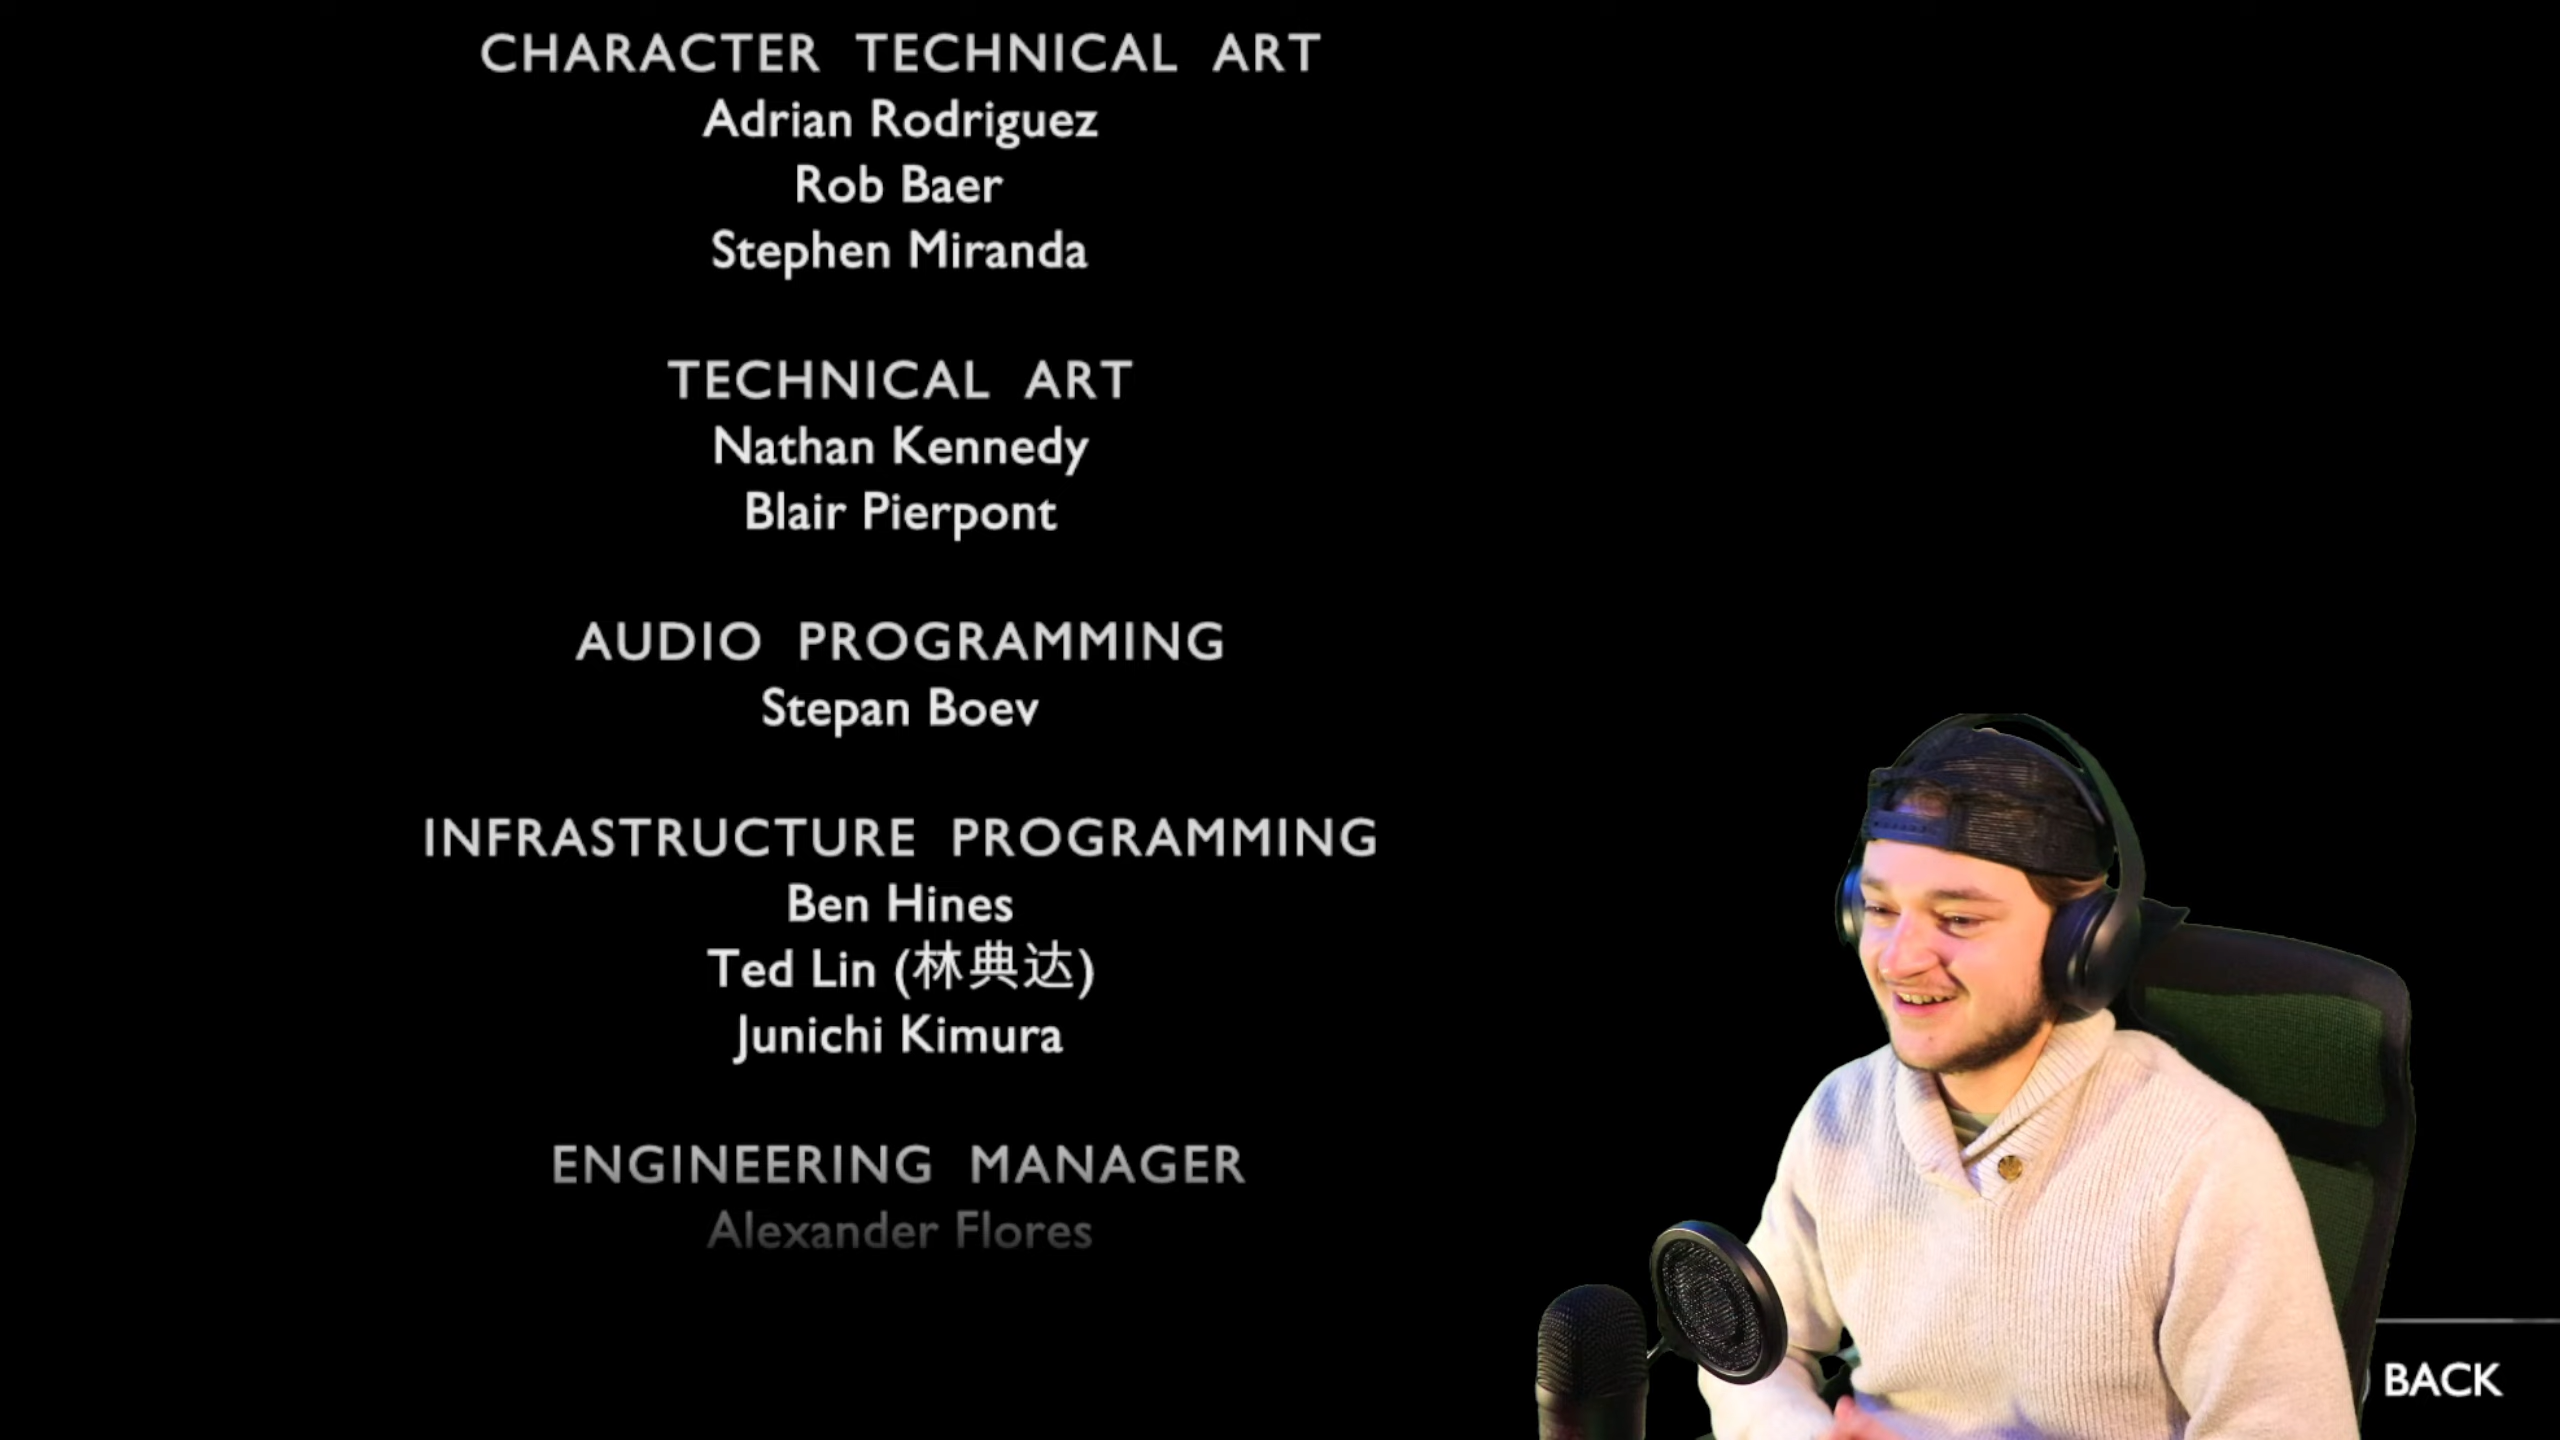 CHARACTER TECHNICAL ART
Adrian Rodriguez
Rob Baer
Stephen Miranda
TECHNICAL ART
Nathan Kennedy
Blair Pierpont
AUDIO PROGRAMMING
Stepan Boev
INFRASTRUCTURE PROGRAMMING
Ben Hines
Ted Lin (林典达)
Junichi Kimura
ENGINEERING MANAGER
Alexander Flores
BACK